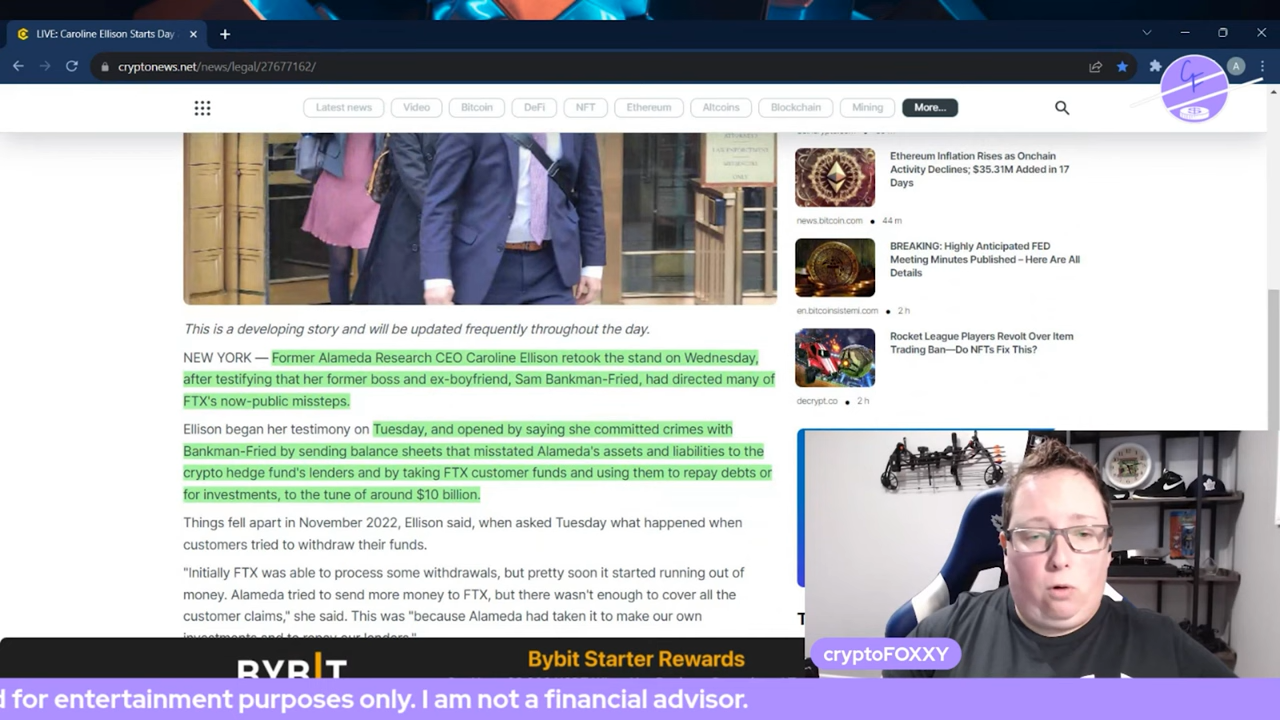 LIVE: Caroline Ellison Starts Day
cryptonews.net/news/legal/27677162/
A
Latest news
Video
Bitcoin
DeFi
NFT
Ethereum
Altcoins
Blockchain
Mining
More...
ONLY
This is a developing story and will be updated frequently throughout the day.
NEW YORK — Former Alameda Research CEO Caroline Ellison retook the stand on Wednesday,
after testifying that her former boss and ex-boyfriend, Sam Bankman-Fried, had directed many of
FTX's now-public missteps.
Ellison began her testimony on Tuesday, and opened by saying she committed crimes with
Bankman-Fried by sending balance sheets that misstated Alameda's assets and liabilities to the
crypto hedge fund's lenders and by taking FTX customer funds and using them to repay debts or
for investments, to the tune of around $10 billion.
Things fell apart in November 2022, Ellison said, when asked Tuesday what happened when
customers tried to withdraw their funds.
"Initially FTX was able to process some withdrawals, but pretty soon it started running out of
money. Alameda tried to send more money to FTX, but there wasn't enough to cover all the
customer claims," she said. This was "because Alameda had taken it to make our own
investments and to repay our lenders."
Ethereum Inflation Rises as Onchain
Activity Declines; $35.31M Added in 17
Days
news.bitcoin.com • 44 m
BREAKING: Highly Anticipated FED
Meeting Minutes Published – Here Are All
Details
en.bitcoinsistemi.com • 2 h
Rocket League Players Revolt Over Item
Trading Ban—Do NFTs Fix This?
decrypt.co • 2 h
BYBIT
Bybit Starter Rewards
cryptoFOXXY
d for entertainment purposes only. I am not a financial advisor.